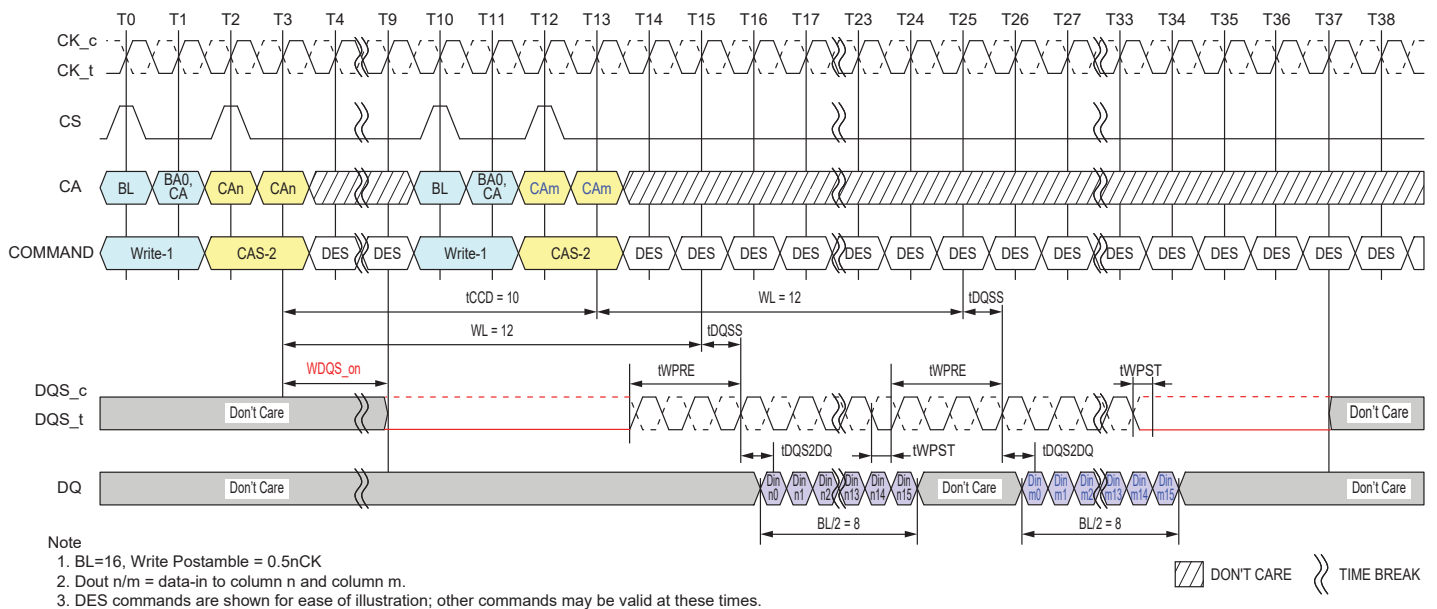 T0 T1 T2 T3 T4 T9 T10 T11 T12 T13 T14 T15 T16 T17 T23 T24 T25 T26 T27 T33 T34 T35 T36 T37 T38
CK_c
CK_t
CS
CA BL BA0, CA CAn CAn BL BA0, CA CAm CAm
COMMAND Write-1 CAS-2 DES DES Write-1 CAS-2 DES DES DES DES DES DES DES DES DES DES DES DES DES DES DES
tCCD = 10 WL = 12 tDQSS
WL = 12 tDQSS
WDQS_on tWPRE tWPRE tWPST
DQS_c
DQS_t Don't Care Don't Care
tDQS2DQ tWPST tDQS2DQ
DQ Don't Care Din n0 Din n1 Din n2 Din n13 Din n14 Din n15 Don't Care Din m0 Din m1 Din m2 Din m13 Din m14 Din m15 Don't Care
BL/2 = 8 BL/2 = 8
Note
1. BL=16, Write Postamble = 0.5nCK
2. Dout n/m = data-in to column n and column m.
3. DES commands are shown for ease of illustration; other commands may be valid at these times.
DON'T CARE TIME BREAK